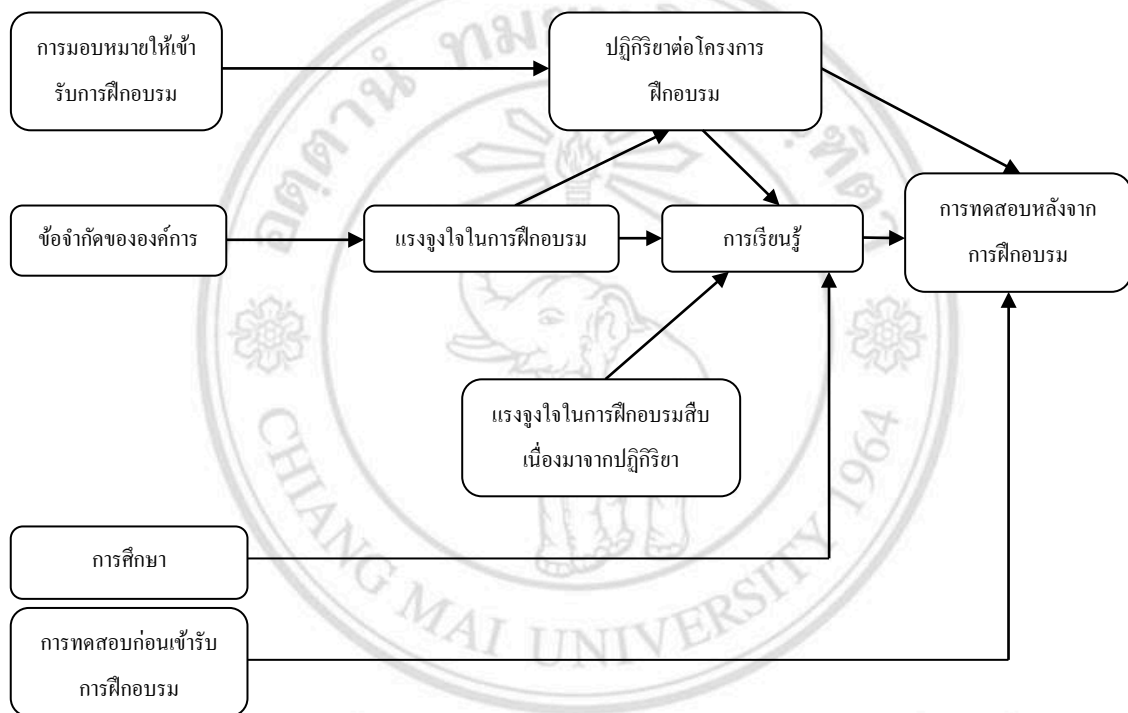 การมอบหมายให้เข้า
รับการฝึกอบรม
ปฏิกิริยาต่อโครงการ
ฝึกอบรม
ข้อจำกัดขององค์การ
แรงจูงใจในการฝึกอบรม
การเรียนรู้
การทดสอบหลังจาก
การฝึกอบรม
แรงจูงใจในการฝึกอบรมสืบ
เนื่องมาจากปฏิกิริยา
การศึกษา
การทดสอบก่อนเข้ารับ
การฝึกอบรม
อตฺตานํ ทม
CHIANG MAI UNIVERSITY 1964